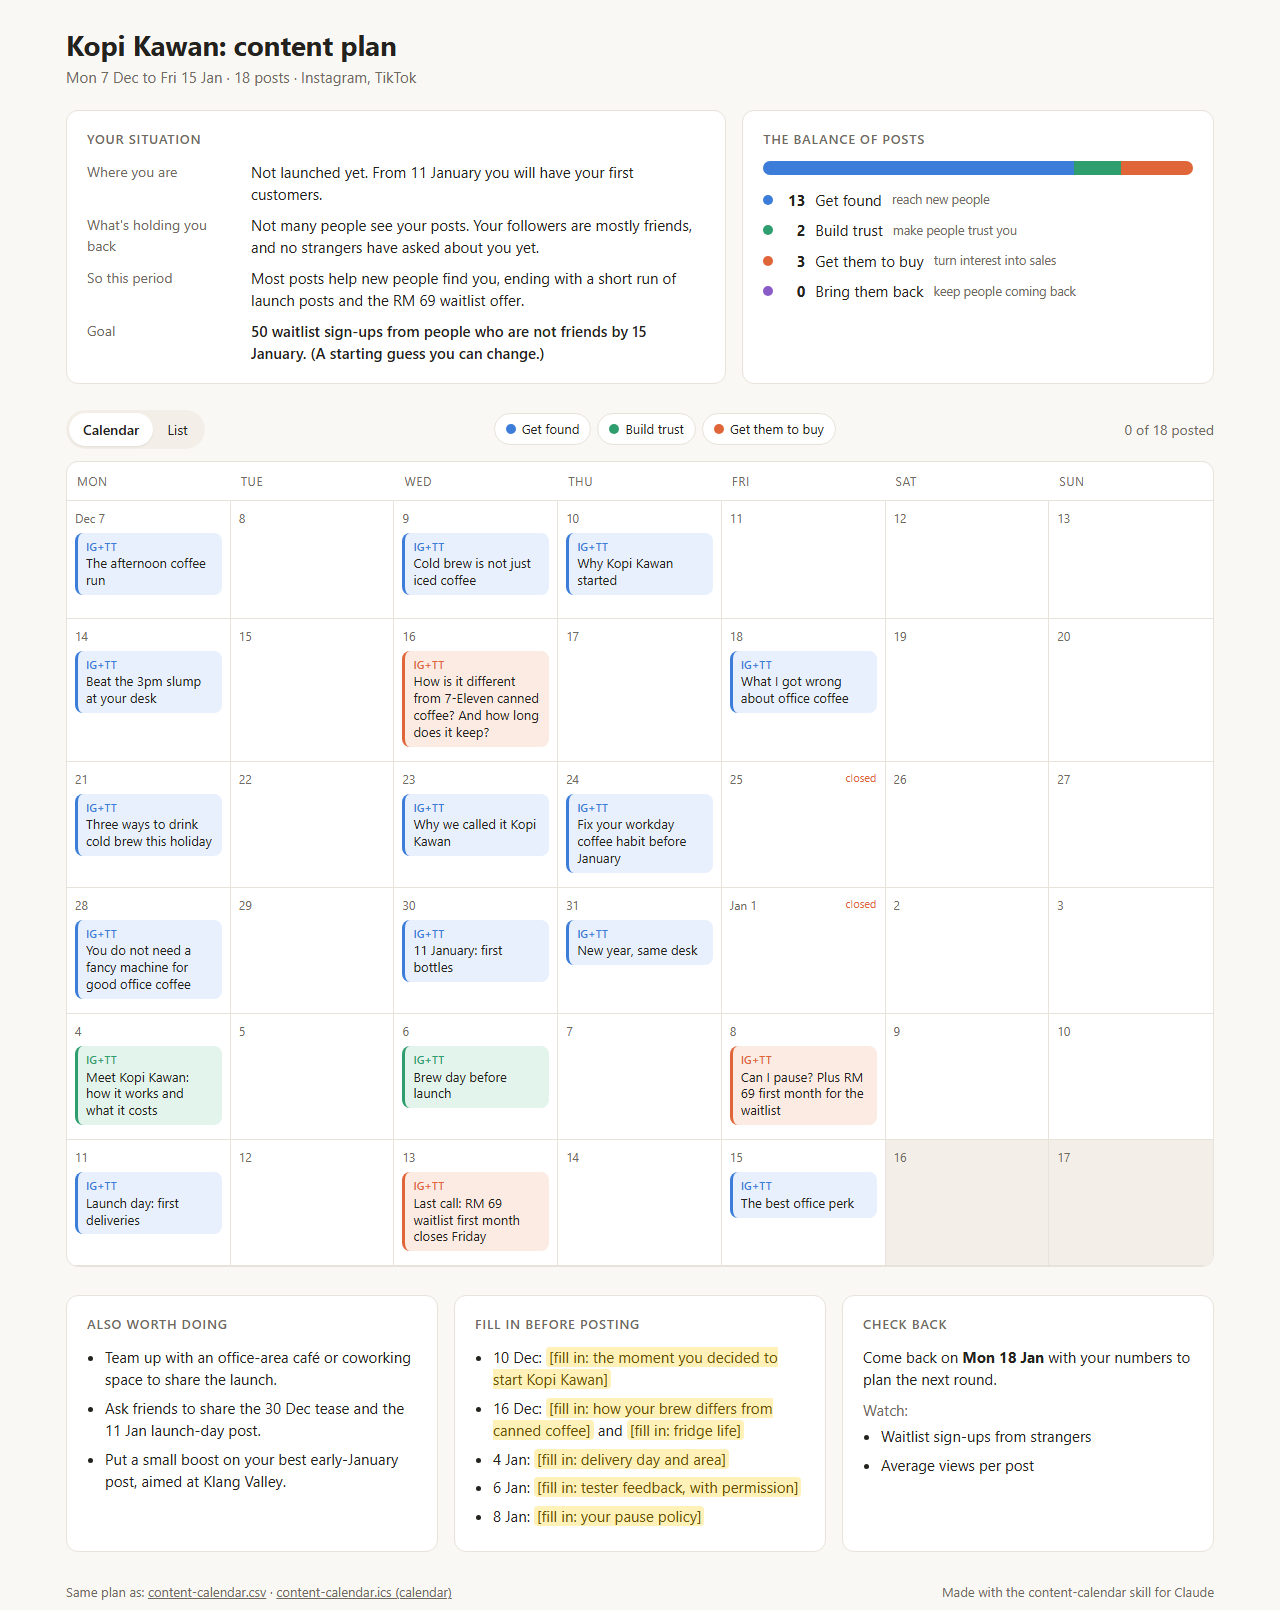 Kopi Kawan: content plan
Mon 7 Dec to Fri 15 Jan · 18 posts · Instagram, TikTok
YOUR SITUATION
Where you are
Not launched yet. From 11 January you will have your first
customers.
What's holding you
back
Not many people see your posts. Your followers are mostly friends,
and no strangers have asked about you yet.
So this period
Most posts help new people find you, ending with a short run of
launch posts and the RM 69 waitlist offer.
Goal
50 waitlist sign-ups from people who are not friends by 15
January. (A starting guess you can change.)
THE BALANCE OF POSTS
13 Get found reach new people
2 Build trust make people trust you
3 Get them to buy turn interest into sales
0 Bring them back keep people coming back
Calendar List
Get found Build trust Get them to buy
0 of 18 posted
MON TUE WED THU FRI SAT SUN
Dec 7
IG+TT
The afternoon coffee
run
8
9
IG+TT
Cold brew is not just
iced coffee
10
IG+TT
Why Kopi Kawan
started
11
12
13
14
IG+TT
Beat the 3pm slump
at your desk
15
16
IG+TT
How is it different
from 7-Eleven canned
coffee? And how long
does it keep?
17
18
IG+TT
What I got wrong
about office coffee
19
20
21
IG+TT
Three ways to drink
cold brew this holiday
22
23
IG+TT
Why we called it Kopi
Kawan
24
IG+TT
Fix your workday
coffee habit before
January
25 closed
26
27
28
IG+TT
You do not need a
fancy machine for
good office coffee
29
30
IG+TT
11 January: first
bottles
31
IG+TT
New year, same desk
Jan 1 closed
2
3
4
IG+TT
Meet Kopi Kawan:
how it works and
what it costs
5
6
IG+TT
Brew day before
launch
7
8
IG+TT
Can I pause? Plus RM
69 first month for the
waitlist
9
10
11
IG+TT
Launch day: first
deliveries
12
13
IG+TT
Last call: RM 69
waitlist first month
closes Friday
14
15
IG+TT
The best office perk
16
17
ALSO WORTH DOING
• Team up with an office-area café or coworking
space to share the launch.
• Ask friends to share the 30 Dec tease and the
11 Jan launch-day post.
• Put a small boost on your best early-January
post, aimed at Klang Valley.
FILL IN BEFORE POSTING
• 10 Dec: [fill in: the moment you decided to
start Kopi Kawan]
• 16 Dec: [fill in: how your brew differs from
canned coffee] and [fill in: fridge life]
• 4 Jan: [fill in: delivery day and area]
• 6 Jan: [fill in: tester feedback, with permission]
• 8 Jan: [fill in: your pause policy]
CHECK BACK
Come back on Mon 18 Jan with your numbers to
plan the next round.
Watch:
• Waitlist sign-ups from strangers
• Average views per post
Same plan as: content-calendar.csv · content-calendar.ics (calendar)
Made with the content-calendar skill for Claude